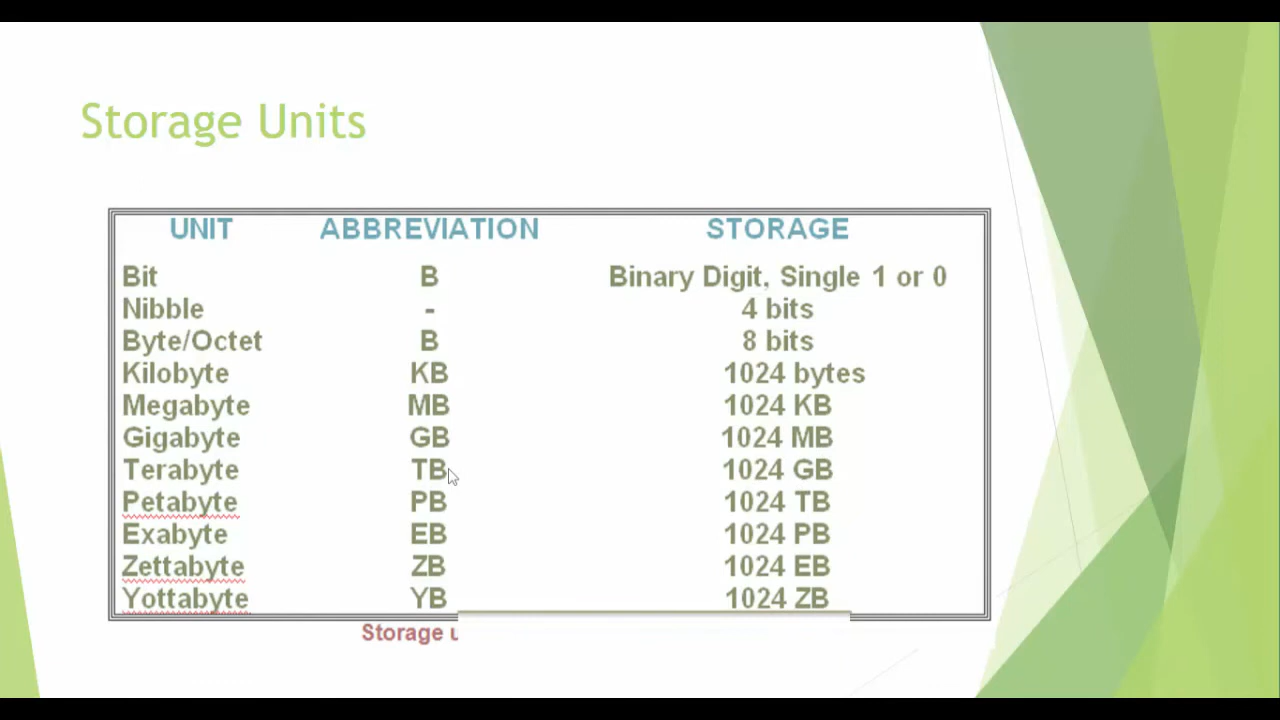 Storage Units
UNIT ABBREVIATION STORAGE
Bit B Binary Digit, Single 1 or 0
Nibble - 4 bits
Byte/Octet B 8 bits
Kilobyte KB 1024 bytes
Megabyte MB 1024 KB
Gigabyte GB 1024 MB
Terabyte TB 1024 GB
Petabyte PB 1024 TB
Exabyte EB 1024 PB
Zettabyte ZB 1024 EB
Yottabyte YB 1024 ZB
Storage